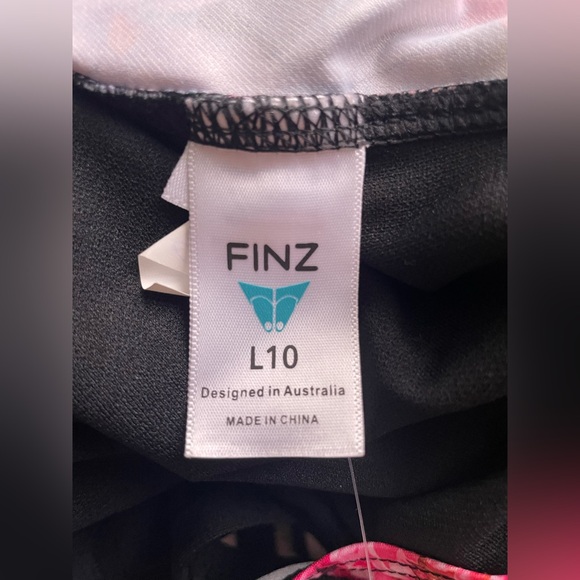 FINZ
L10
Designed in Australia
MADE IN CHINA